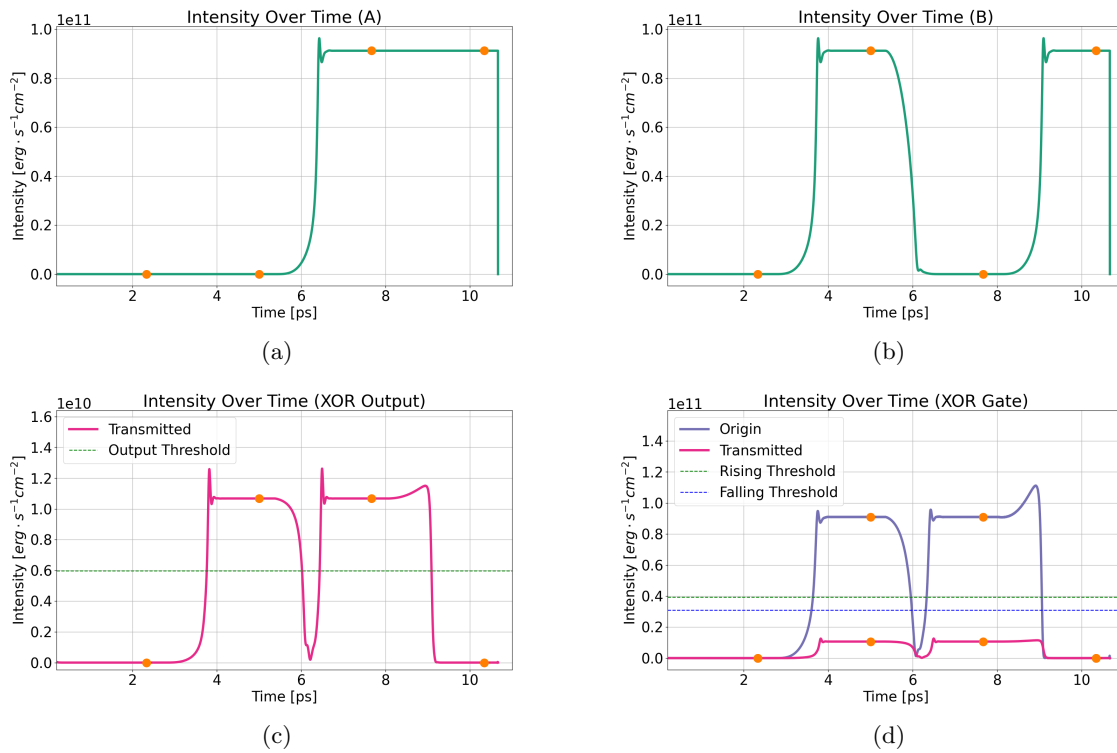 Intensity Over Time (A)
1e11
Intensity [erg · s⁻¹cm⁻²]
1.0
0.8
0.6
0.4
0.2
0.0
2 4 6 8 10
Time [ps]
(a)
Intensity Over Time (B)
1e11
Intensity [erg · s⁻¹cm⁻²]
1.0
0.8
0.6
0.4
0.2
0.0
2 4 6 8 10
Time [ps]
(b)
Intensity Over Time (XOR Output)
1e10
Intensity [erg · s⁻¹cm⁻²]
1.6
1.4
1.2
1.0
0.8
0.6
0.4
0.2
0.0
Transmitted
Output Threshold
2 4 6 8 10
Time [ps]
(c)
Intensity Over Time (XOR Gate)
1e11
Intensity [erg · s⁻¹cm⁻²]
1.4
1.2
1.0
0.8
0.6
0.4
0.2
0.0
Origin
Transmitted
Rising Threshold
Falling Threshold
2 4 6 8 10
Time [ps]
(d)